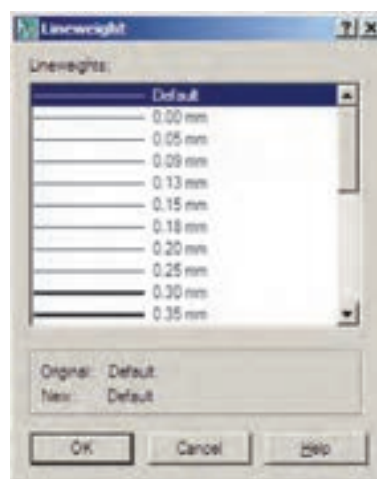 Lineweight
Lineweights:
Default
0.00 mm
0.05 mm
0.09 mm
0.13 mm
0.15 mm
0.18 mm
0.20 mm
0.25 mm
0.30 mm
0.35 mm
Original: Default
New: Default
OK Cancel Help